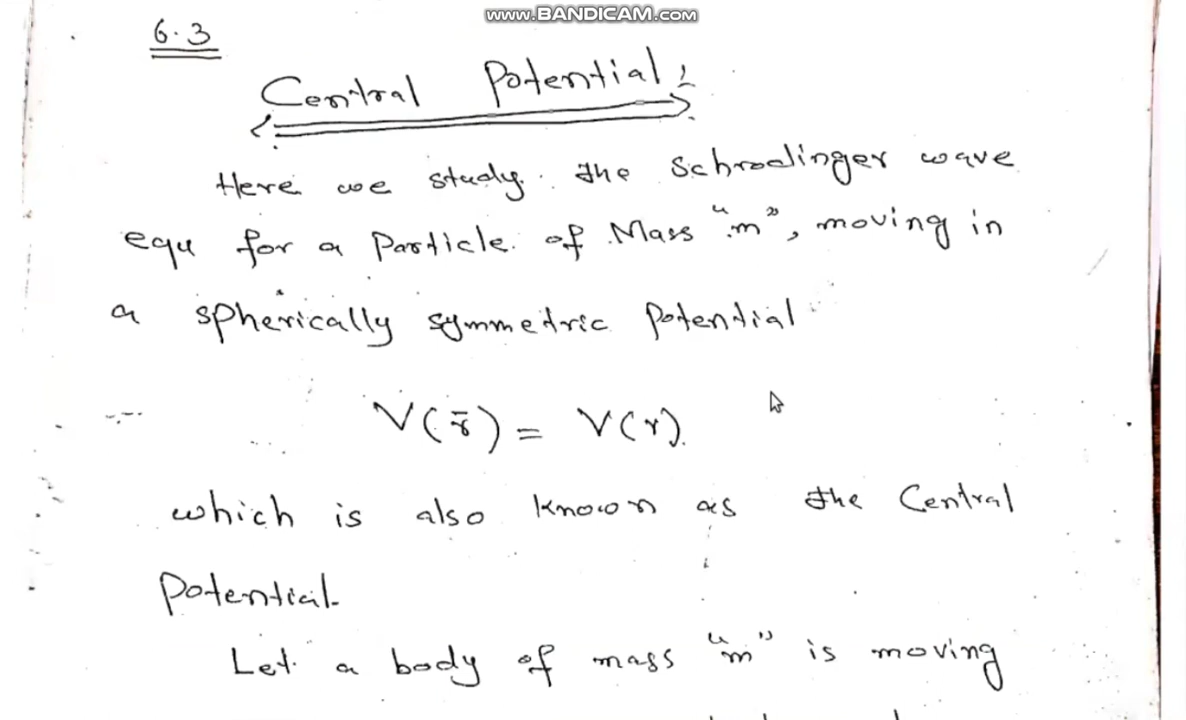 www.BANDICAM.com
6.3
Central Potential:
Here we study the Schrodinger wave
equ for a Particle of Mass "m", moving in
a spherically symmetric Potential
V(r̄) = V(r).
which is also known as the Central
Potential.
Let a body of mass "m" is moving